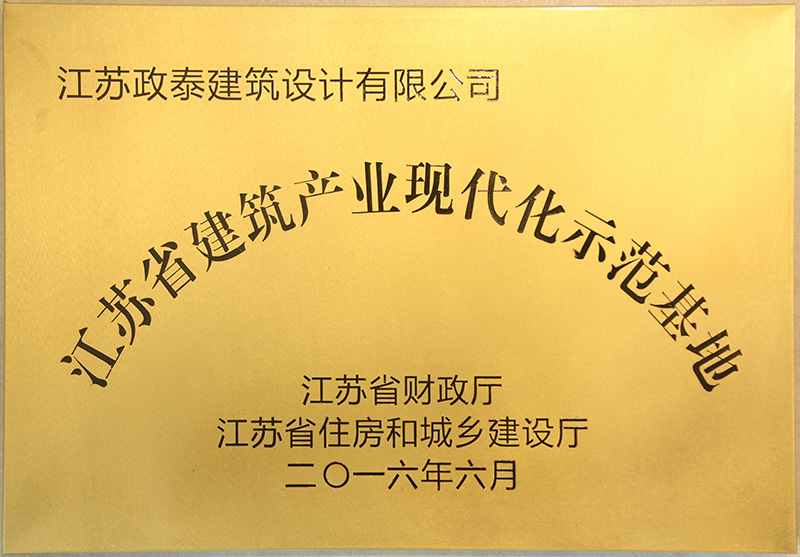 江苏政泰建筑设计有限公司
江苏省建筑产业现代化示范基地
江苏省财政厅
江苏省住房和城乡建设厅
二〇一六年六月